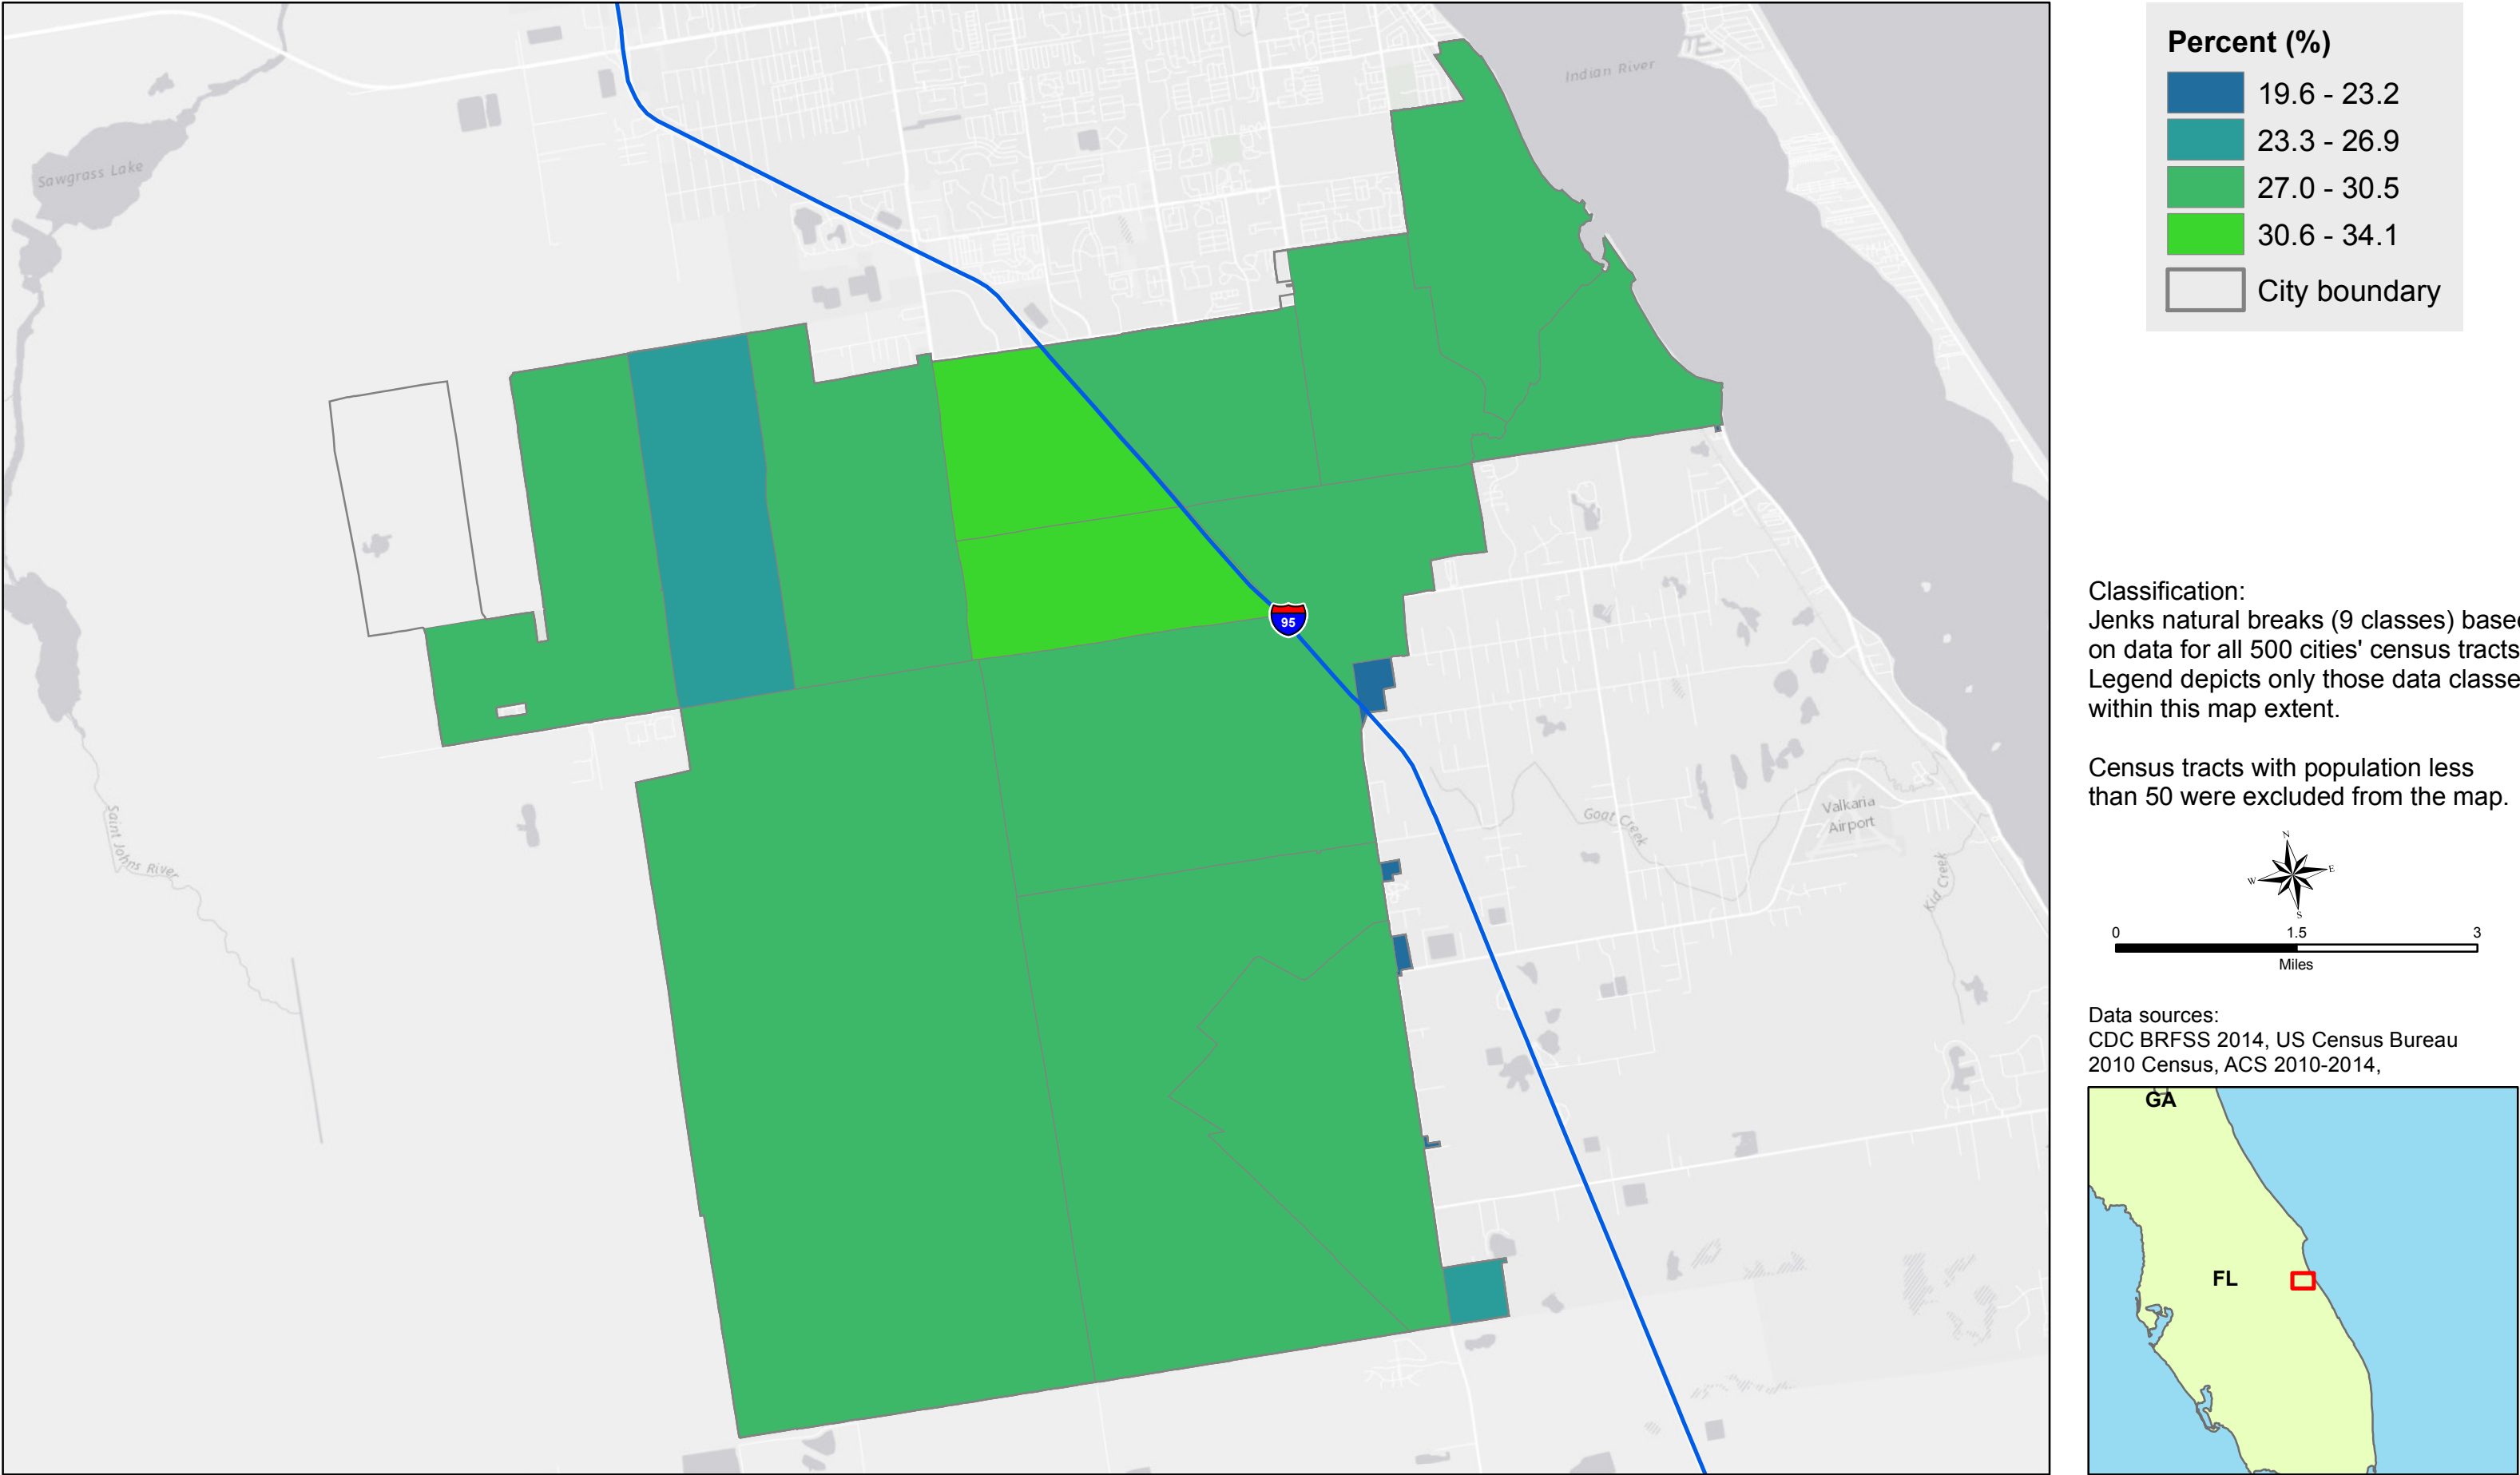 Percent (%)
19.6 - 23.2
23.3 - 26.9
27.0 - 30.5
30.6 - 34.1
City boundary
Indian River
Sawgrass Lake
95
Saint Johns River
Goat Creek
Valkaria
Airport
Kid Creek
Classification:
Jenks natural breaks (9 classes) base
on data for all 500 cities' census tracts
Legend depicts only those data classe
within this map extent.
Census tracts with population less
than 50 were excluded from the map.
N
W E
S
0 1.5 3
Miles
Data sources:
CDC BRFSS 2014, US Census Bureau
2010 Census, ACS 2010-2014,
GA
FL